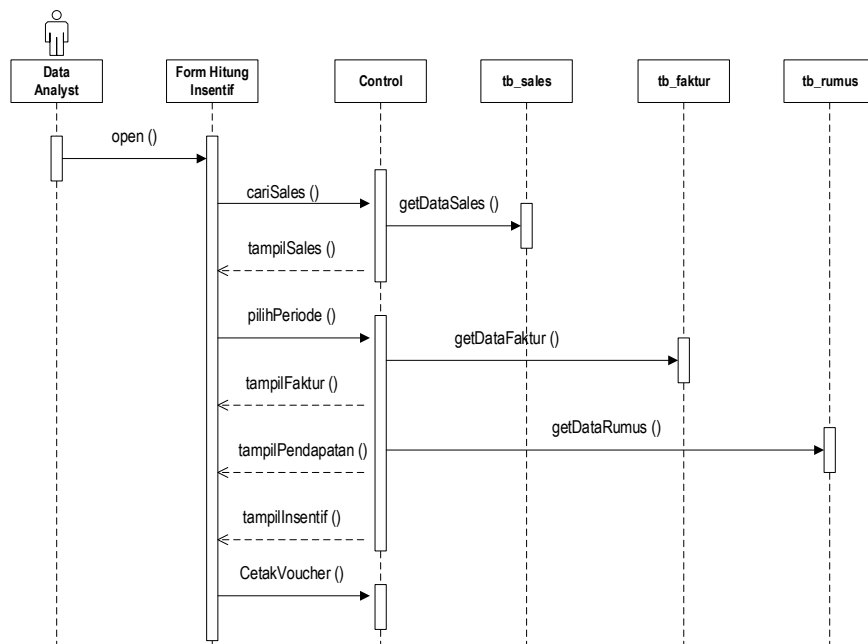 Data
Analyst
Form Hitung
Insentif
Control
tb_sales
tb_faktur
tb_rumus
open ()
cariSales ()
getDataSales ()
tampilSales ()
pilihPeriode ()
getDataFaktur ()
tampilFaktur ()
getDataRumus ()
tampilPendapatan ()
tampilInsentif ()
CetakVoucher ()